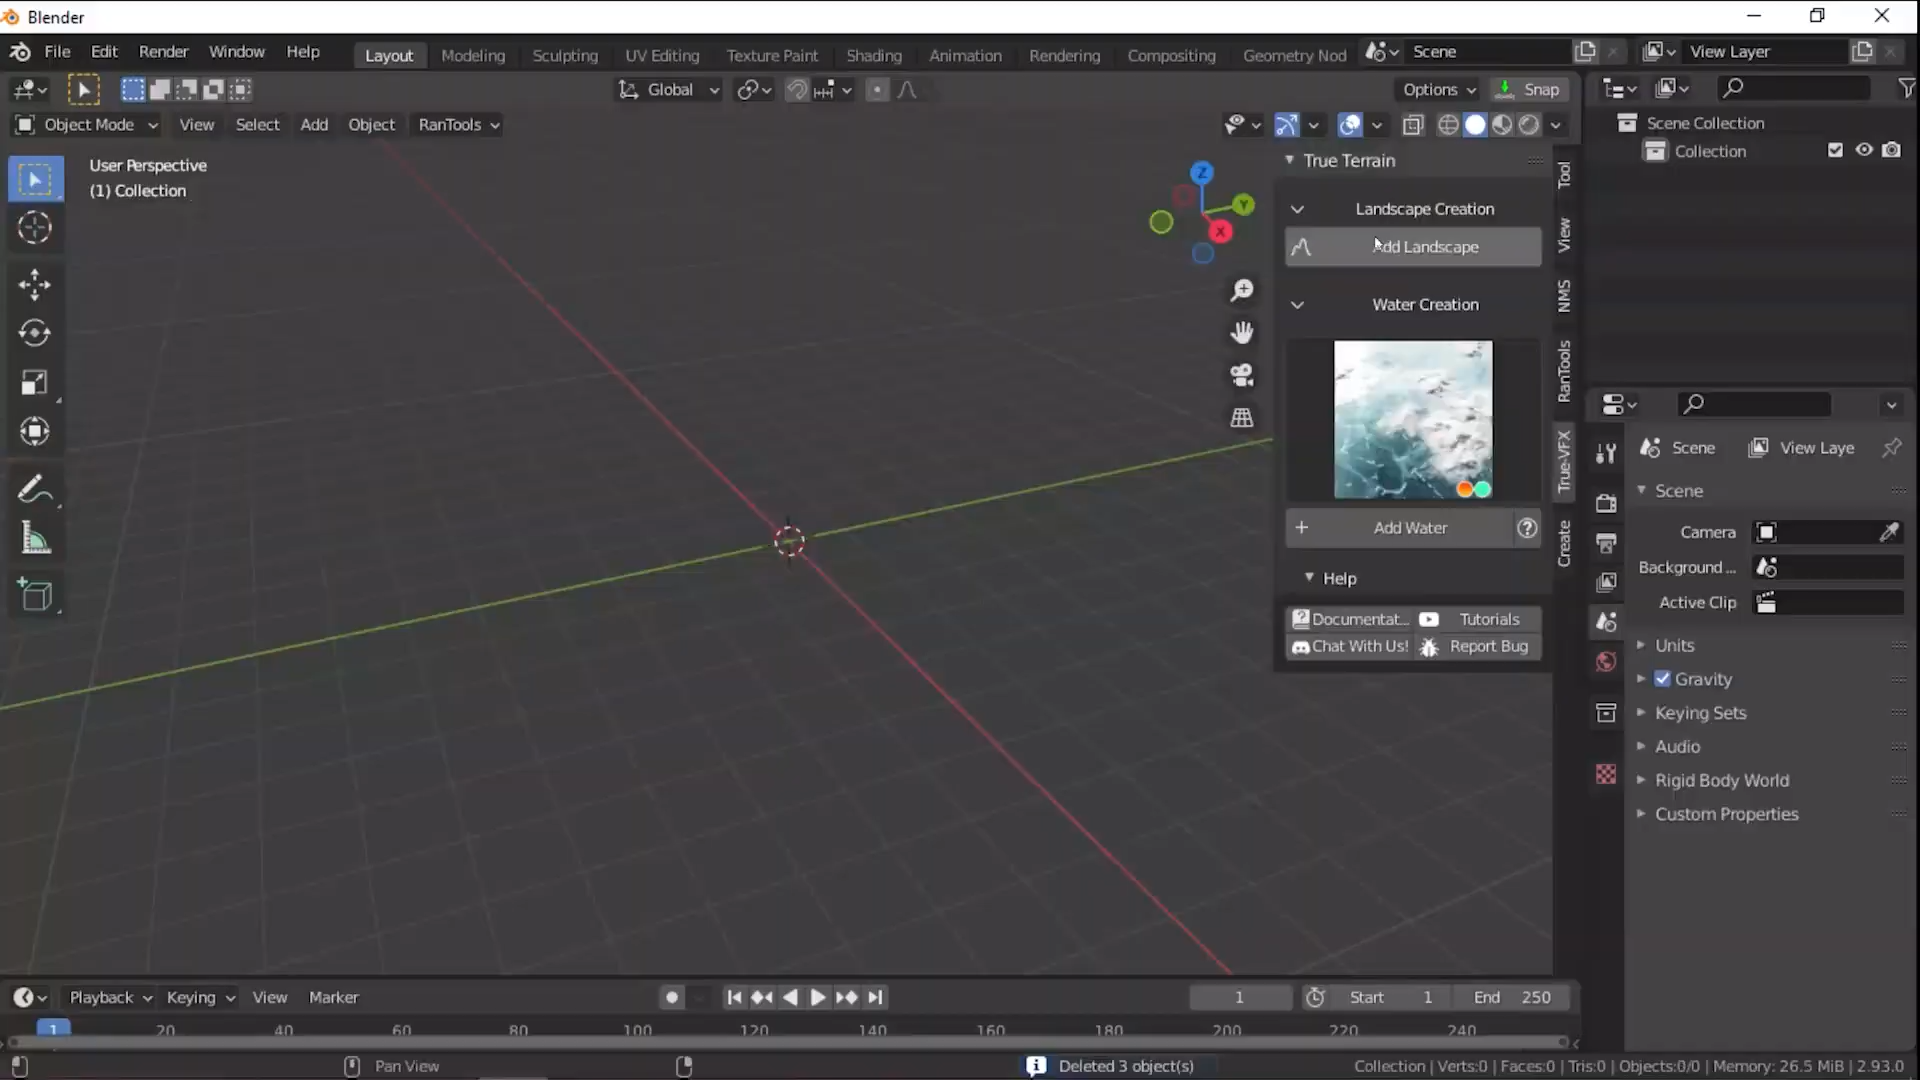 Blender
File Edit Render Window Help Layout Modeling Sculpting UV Editing Texture Paint Shading Animation Rendering Compositing Geometry Nod Scene View Layer
Global Options Snap
Object Mode View Select Add Object RanTools
User Perspective
(1) Collection
Z
Y
X
True Terrain
Landscape Creation
Add Landscape
Water Creation
Add Water
Help
Documentat... Tutorials
Chat With Us! Report Bug
Tool
View
NMS
RanTools
True-VFX
Create
Scene Collection
Collection
Scene View Laye
Scene
Camera
Background ...
Active Clip
Units
Gravity
Keying Sets
Audio
Rigid Body World
Custom Properties
Playback Keying View Marker 1 Start 1 End 250
1 20 40 60 80 100 120 140 160 180 200 220 240
Pan View Deleted 3 object(s) Collection | Verts:0 | Faces:0 | Tris:0 | Objects:0/0 | Memory: 26.5 MiB | 2.93.0